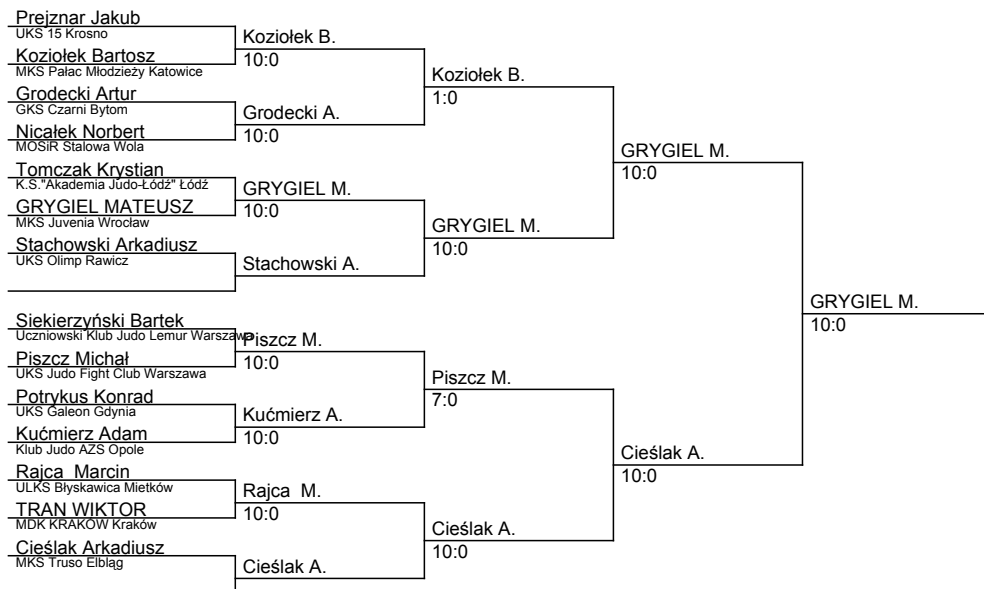 Prejznar Jakub
UKS 15 Krosno
Koziołek B.
10:0
Koziołek Bartosz
MKS Pałac Młodzieży Katowice
Koziołek B.
1:0
Grodecki Artur
GKS Czarni Bytom
Grodecki A.
10:0
Nicałek Norbert
MOSiR Stalowa Wola
GRYGIEL M.
10:0
Tomczak Krystian
K.S."Akademia Judo-Łódź" Łódź
GRYGIEL M.
10:0
GRYGIEL MATEUSZ
MKS Juvenia Wrocław
GRYGIEL M.
10:0
Stachowski Arkadiusz
UKS Olimp Rawicz
Stachowski A.
GRYGIEL M.
10:0
Siekierzyński Bartek
Uczniowski Klub Judo Lemur Warszawa
Piszcz M.
10:0
Piszcz Michał
UKS Judo Fight Club Warszawa
Piszcz M.
7:0
Potrykus Konrad
UKS Galeon Gdynia
Kućmierz A.
10:0
Kućmierz Adam
Klub Judo AZS Opole
Cieślak A.
10:0
Rajca  Marcin
ULKS Błyskawica Mietków
Rajca  M.
10:0
TRAN WIKTOR
MDK KRAKÓW Kraków
Cieślak A.
10:0
Cieślak Arkadiusz
MKS Truso Elbląg
Cieślak A.